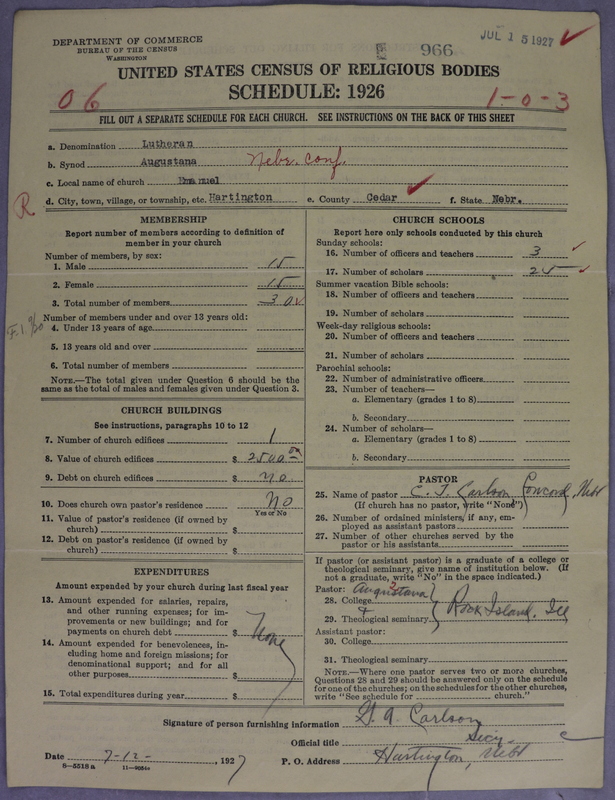 DEPARTMENT OF COMMERCE
BUREAU OF THE CENSUS
WASHINGTON
966
JUL 15 1927
UNITED STATES CENSUS OF RELIGIOUS BODIES
SCHEDULE: 1926
06
1-0-3
FILL OUT A SEPARATE SCHEDULE FOR EACH CHURCH. SEE INSTRUCTIONS ON THE BACK OF THIS SHEET
a. Denomination Lutheran
b. Synod Augustana Nebr. conf.
c. Local name of church Emanuel
d. City, town, village, or township, etc. Hartington e. County Cedar f. State Nebr.
R
MEMBERSHIP
Report number of members according to definition of
member in your church
Number of members, by sex:
1. Male 15
2. Female 15
3. Total number of members 30
Number of members under and over 13 years old:
4. Under 13 years of age
5. 13 years old and over
6. Total number of members
NOTE.—The total given under Question 6 should be the
same as the total of males and females given under Question 3.
CHURCH BUILDINGS
See instructions, paragraphs 10 to 12
7. Number of church edifices 1
8. Value of church edifices $ 2500.00
9. Debt on church edifices $ no.
10. Does church own pastor's residence NO
Yes or No
11. Value of pastor's residence (if owned by
church) $
12. Debt on pastor's residence (if owned by
church) $
EXPENDITURES
Amount expended by your church during last fiscal year
13. Amount expended for salaries, repairs,
and other running expenses; for im-
provements or new buildings; and for
payments on church debt $ None
14. Amount expended for benevolences, in-
cluding home and foreign missions; for
denominational support; and for all
other purposes $
15. Total expenditures during year $
CHURCH SCHOOLS
Report here only schools conducted by this church
Sunday schools:
16. Number of officers and teachers 3
17. Number of scholars 25
Summer vacation Bible schools:
18. Number of officers and teachers
19. Number of scholars
Week-day religious schools:
20. Number of officers and teachers
21. Number of scholars
Parochial schools:
22. Number of administrative officers
23. Number of teachers—
a. Elementary (grades 1 to 8)
b. Secondary
24. Number of scholars—
a. Elementary (grades 1 to 8)
b. Secondary
PASTOR
25. Name of pastor C. J. Carlson Concord, Nebr
(If church has no pastor, write "None")
26. Number of ordained ministers, if any, em-
ployed as assistant pastors
27. Number of other churches served by the
pastor or his assistants
If pastor (or assistant pastor) is a graduate of a college or
theological seminary, give name of institution below. (If
not a graduate, write "No" in the space indicated.)
Pastor: Augustana
28. College
29. Theological seminary Rock Island, Ill
Assistant pastor:
30. College
31. Theological seminary
NOTE.—Where one pastor serves two or more churches,
Questions 28 and 29 should be answered only on the schedule
for one of the churches; on the schedules for the other churches,
write "See schedule for church."
Signature of person furnishing information G. A. Carlson
Official title Secy.
Date 7-12-, 1927 P. O. Address Hartington, Nebr
8-5518a 11-9054